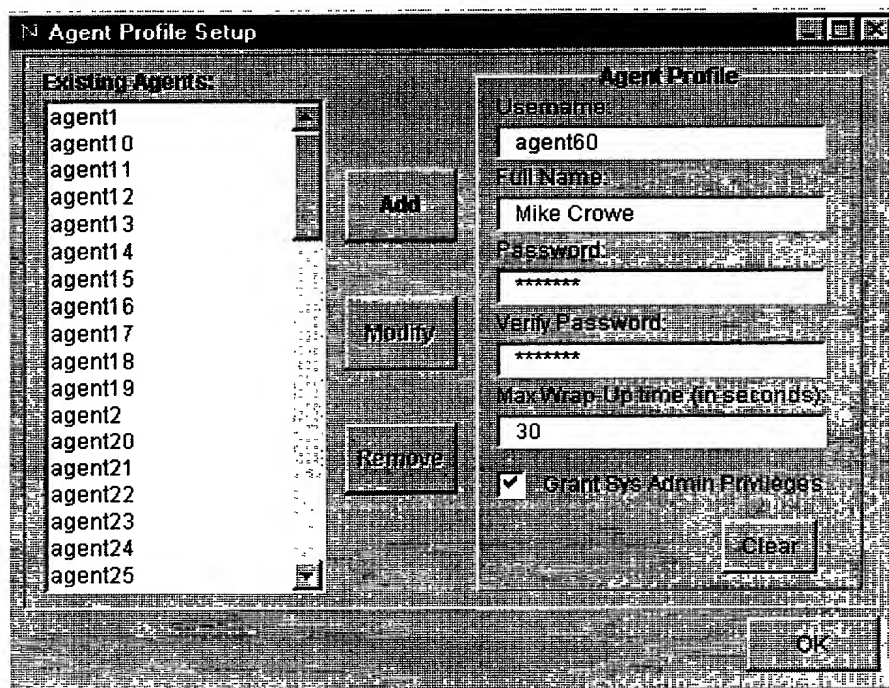 Agent Profile Setup
Existing Agents:
agent1
agent10
agent11
agent12
agent13
agent14
agent15
agent16
agent17
agent18
agent19
agent2
agent20
agent21
agent22
agent23
agent24
agent25
Add
Modify
Remove
Agent Profile
Username:
agent60
Full Name:
Mike Crowe
Password:
*******
Verify Password:
*******
Max Wrap-Up time (in seconds):
30
Grant Sys Admin Privileges
Clear
OK